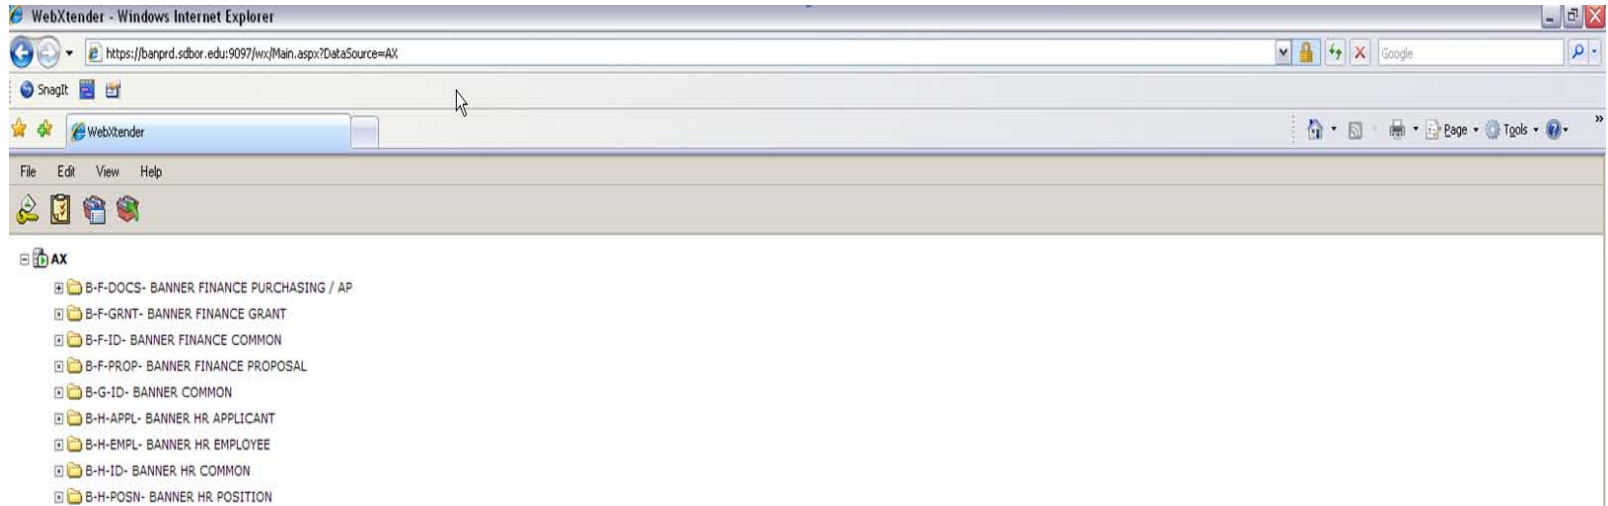 WebXtender - Windows Internet Explorer
https://banprd.sdbor.edu:9097/wx/Main.aspx?DataSource=AX
Google
SnagIt
WebXtender
Page
Tools
File Edit View Help
AX
B-F-DOCS- BANNER FINANCE PURCHASING / AP
B-F-GRNT- BANNER FINANCE GRANT
B-F-ID- BANNER FINANCE COMMON
B-F-PROP- BANNER FINANCE PROPOSAL
B-G-ID- BANNER COMMON
B-H-APPL- BANNER HR APPLICANT
B-H-EMPL- BANNER HR EMPLOYEE
B-H-ID- BANNER HR COMMON
B-H-POSN- BANNER HR POSITION